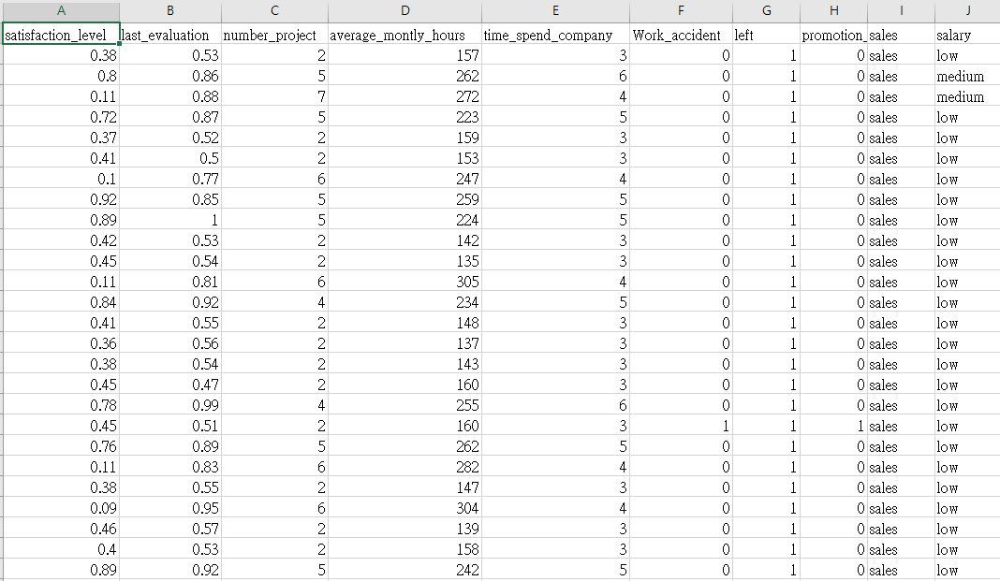 A B C D E F G H I J
satisfaction_level last_evaluation number_project average_montly_hours time_spend_company Work_accident left promotion_ sales salary
0.38 0.53 2 157 3 0 1 0 sales low
0.8 0.86 5 262 6 0 1 0 sales medium
0.11 0.88 7 272 4 0 1 0 sales medium
0.72 0.87 5 223 5 0 1 0 sales low
0.37 0.52 2 159 3 0 1 0 sales low
0.41 0.5 2 153 3 0 1 0 sales low
0.1 0.77 6 247 4 0 1 0 sales low
0.92 0.85 5 259 5 0 1 0 sales low
0.89 1 5 224 5 0 1 0 sales low
0.42 0.53 2 142 3 0 1 0 sales low
0.45 0.54 2 135 3 0 1 0 sales low
0.11 0.81 6 305 4 0 1 0 sales low
0.84 0.92 4 234 5 0 1 0 sales low
0.41 0.55 2 148 3 0 1 0 sales low
0.36 0.56 2 137 3 0 1 0 sales low
0.38 0.54 2 143 3 0 1 0 sales low
0.45 0.47 2 160 3 0 1 0 sales low
0.78 0.99 4 255 6 0 1 0 sales low
0.45 0.51 2 160 3 1 1 1 sales low
0.76 0.89 5 262 5 0 1 0 sales low
0.11 0.83 6 282 4 0 1 0 sales low
0.38 0.55 2 147 3 0 1 0 sales low
0.09 0.95 6 304 4 0 1 0 sales low
0.46 0.57 2 139 3 0 1 0 sales low
0.4 0.53 2 158 3 0 1 0 sales low
0.89 0.92 5 242 5 0 1 0 sales low